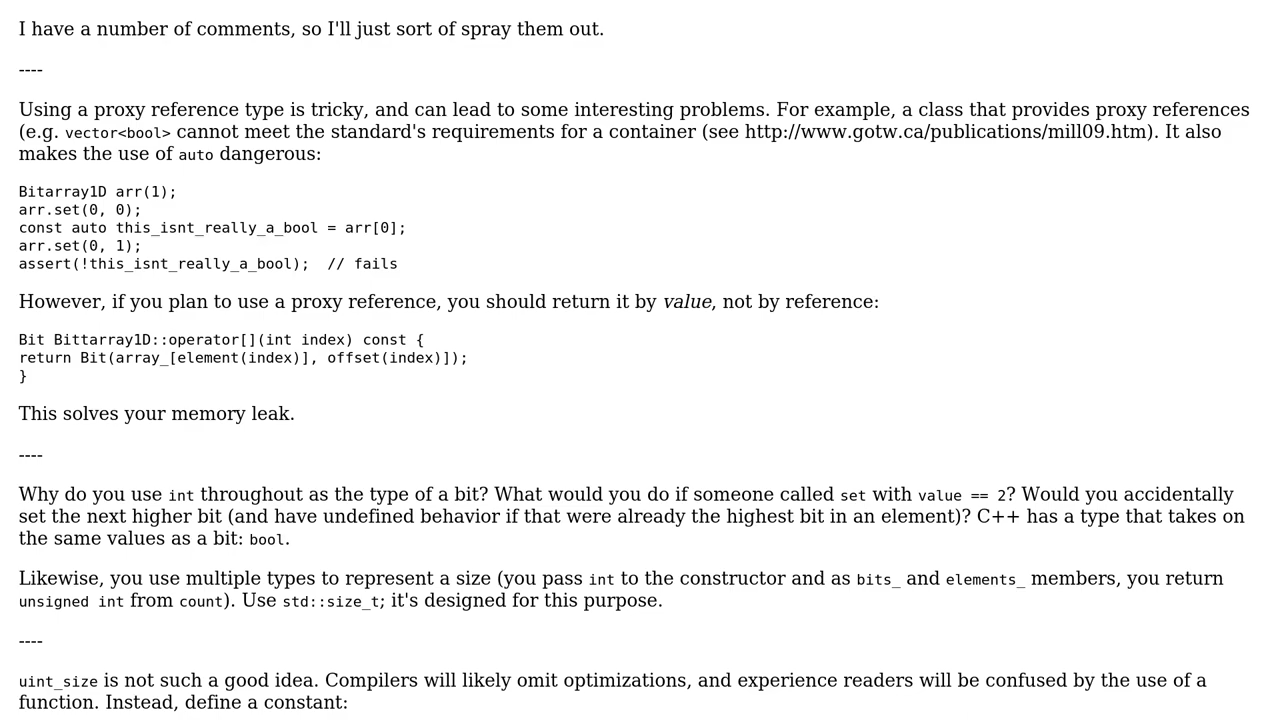 I have a number of comments, so I'll just sort of spray them out.
----
Using a proxy reference type is tricky, and can lead to some interesting problems. For example, a class that provides proxy references
(e.g. vector<bool> cannot meet the standard's requirements for a container (see http://www.gotw.ca/publications/mill09.htm). It also
makes the use of auto dangerous:
Bitarray1D arr(1);
arr.set(0, 0);
const auto this_isnt_really_a_bool = arr[0];
arr.set(0, 1);
assert(!this_isnt_really_a_bool);  // fails
However, if you plan to use a proxy reference, you should return it by value, not by reference:
Bit Bittarray1D::operator[](int index) const {
return Bit(array_[element(index)], offset(index)]);
}
This solves your memory leak.
----
Why do you use int throughout as the type of a bit? What would you do if someone called set with value == 2? Would you accidentally
set the next higher bit (and have undefined behavior if that were already the highest bit in an element)? C++ has a type that takes on
the same values as a bit: bool.
Likewise, you use multiple types to represent a size (you pass int to the constructor and as bits_ and elements_ members, you return
unsigned int from count). Use std::size_t; it's designed for this purpose.
----
uint_size is not such a good idea. Compilers will likely omit optimizations, and experience readers will be confused by the use of a
function. Instead, define a constant: